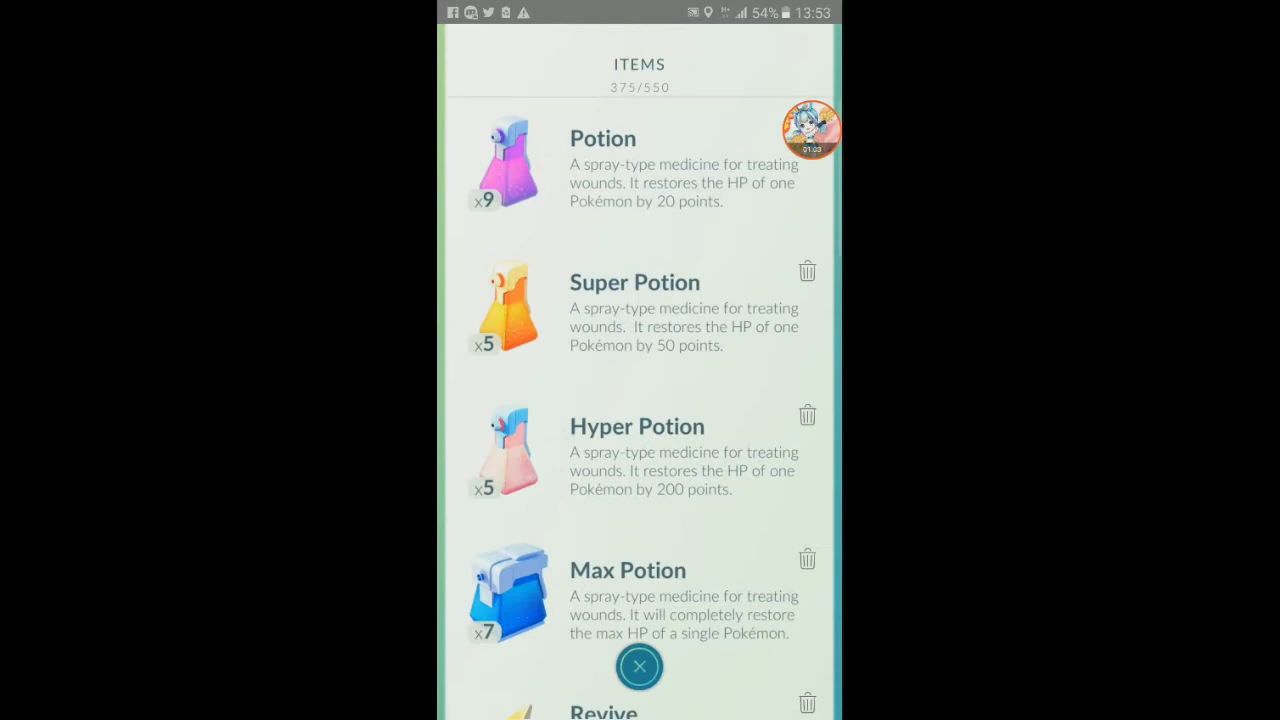 54% 13:53
ITEMS
375/550
01:03
Potion
A spray-type medicine for treating
wounds. It restores the HP of one
Pokémon by 20 points.
x9
Super Potion
A spray-type medicine for treating
wounds. It restores the HP of one
Pokémon by 50 points.
x5
Hyper Potion
A spray-type medicine for treating
wounds. It restores the HP of one
Pokémon by 200 points.
x5
Max Potion
A spray-type medicine for treating
wounds. It will completely restore
the max HP of a single Pokémon.
x7
Revive